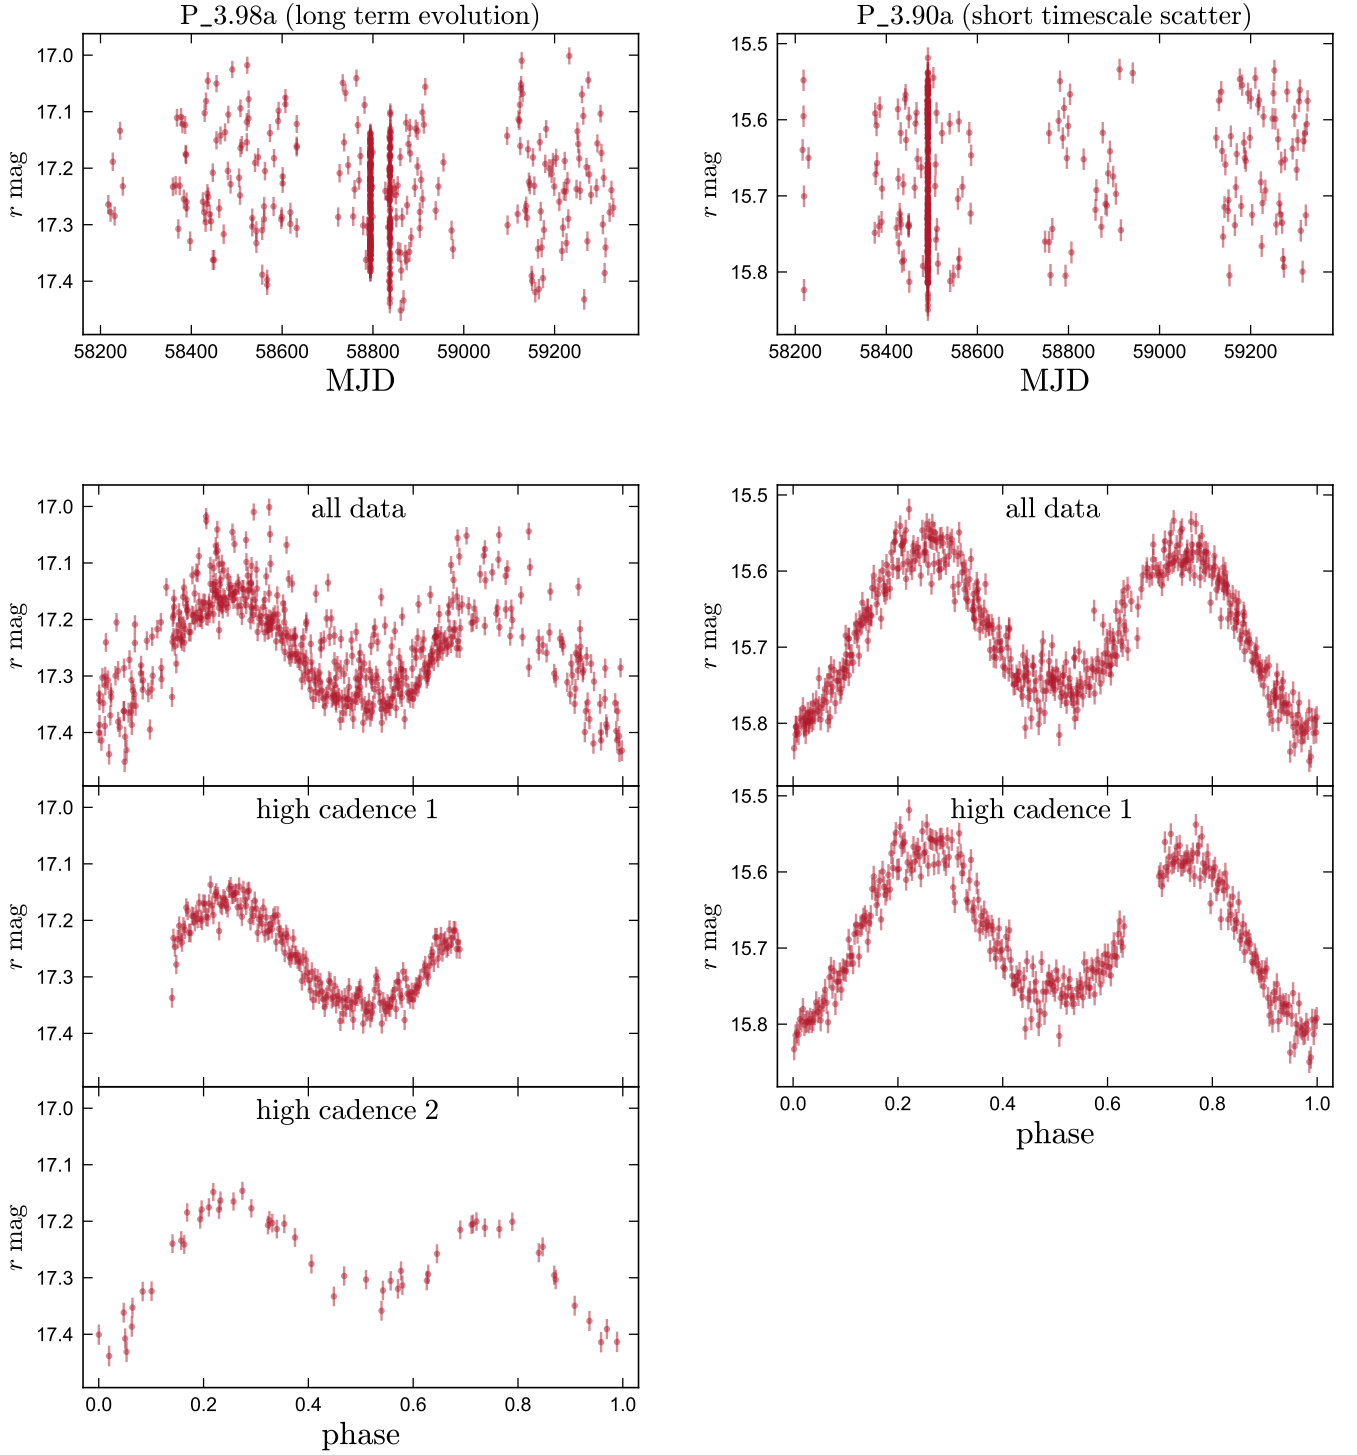 P_3.98a (long term evolution)
17.0
17.1
17.2
17.3
17.4
r mag
58200 58400 58600 58800 59000 59200
MJD
P_3.90a (short timescale scatter)
15.5
15.6
15.7
15.8
r mag
58200 58400 58600 58800 59000 59200
MJD
all data
17.0
17.1
17.2
17.3
17.4
r mag
high cadence 1
17.0
17.1
17.2
17.3
17.4
r mag
high cadence 2
17.0
17.1
17.2
17.3
17.4
r mag
0.0 0.2 0.4 0.6 0.8 1.0
phase
all data
15.5
15.6
15.7
15.8
r mag
high cadence 1
15.5
15.6
15.7
15.8
r mag
0.0 0.2 0.4 0.6 0.8 1.0
phase